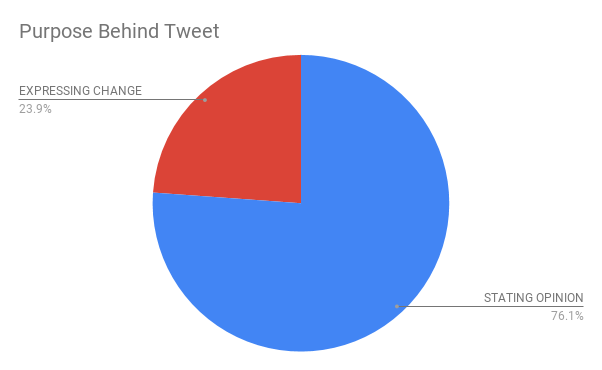 Purpose Behind Tweet
EXPRESSING CHANGE
23.9%
STATING OPINION
76.1%